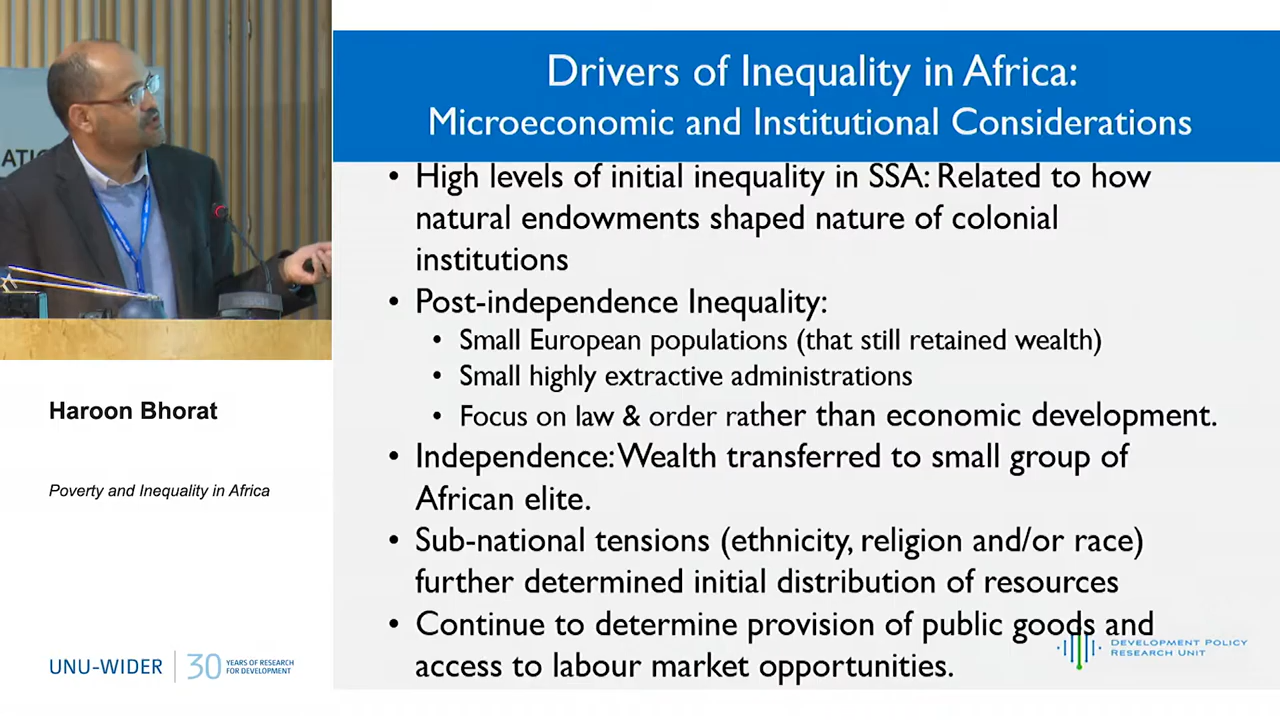 Drivers of Inequality in Africa:
Microeconomic and Institutional Considerations
• High levels of initial inequality in SSA: Related to how
natural endowments shaped nature of colonial
institutions
• Post-independence Inequality:
• Small European populations (that still retained wealth)
• Small highly extractive administrations
• Focus on law & order rather than economic development.
• Independence: Wealth transferred to small group of
African elite.
• Sub-national tensions (ethnicity, religion and/or race)
further determined initial distribution of resources
• Continue to determine provision of public goods and
access to labour market opportunities.
DEVELOPMENT POLICY
RESEARCH UNIT
ATIO
Haroon Bhorat
Poverty and Inequality in Africa
UNU-WIDER
30 YEARS OF RESEARCH
FOR DEVELOPMENT